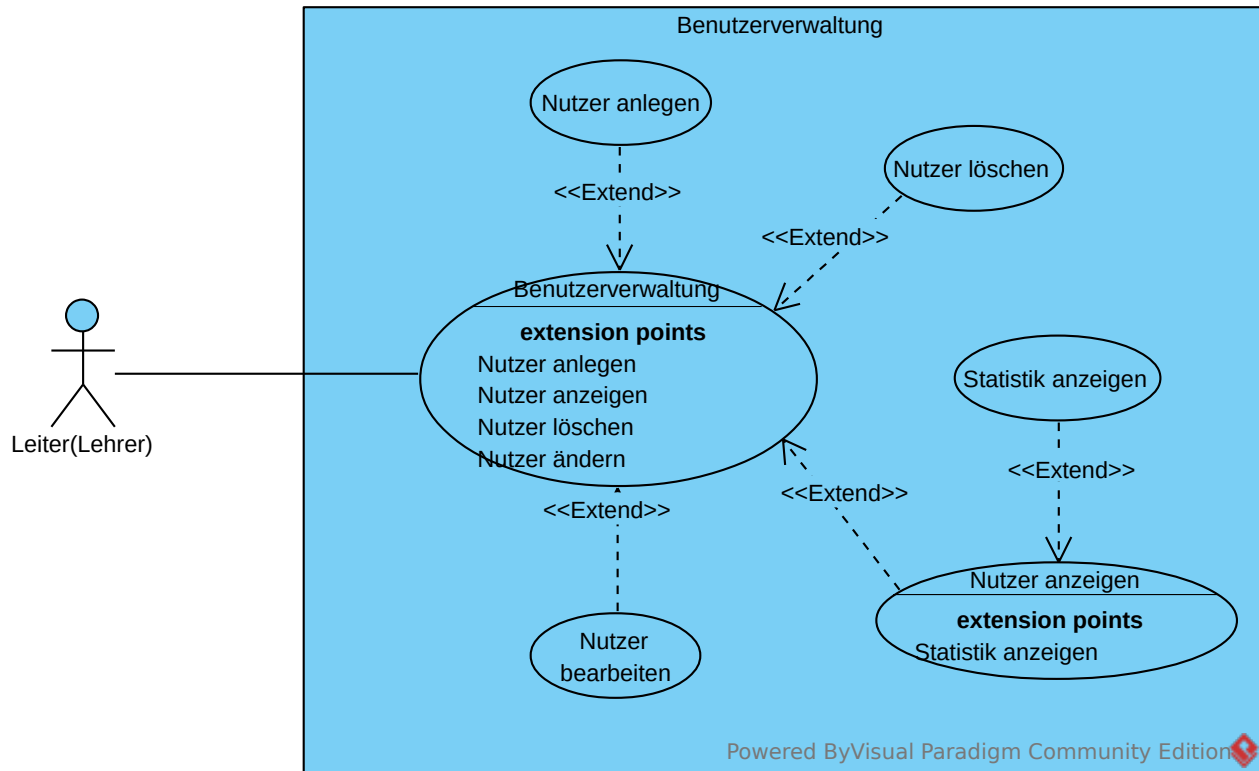 Benutzerverwaltung
Nutzer anlegen
Nutzer löschen
<<Extend>>
<<Extend>>
Benutzerverwaltung
extension points
Nutzer anlegen
Nutzer anzeigen
Nutzer löschen
Nutzer ändern
Statistik anzeigen
Leiter(Lehrer)
<<Extend>>
<<Extend>>
<<Extend>>
Nutzer anzeigen
extension points
Statistik anzeigen
Nutzer
bearbeiten
Powered ByVisual Paradigm Community Edition